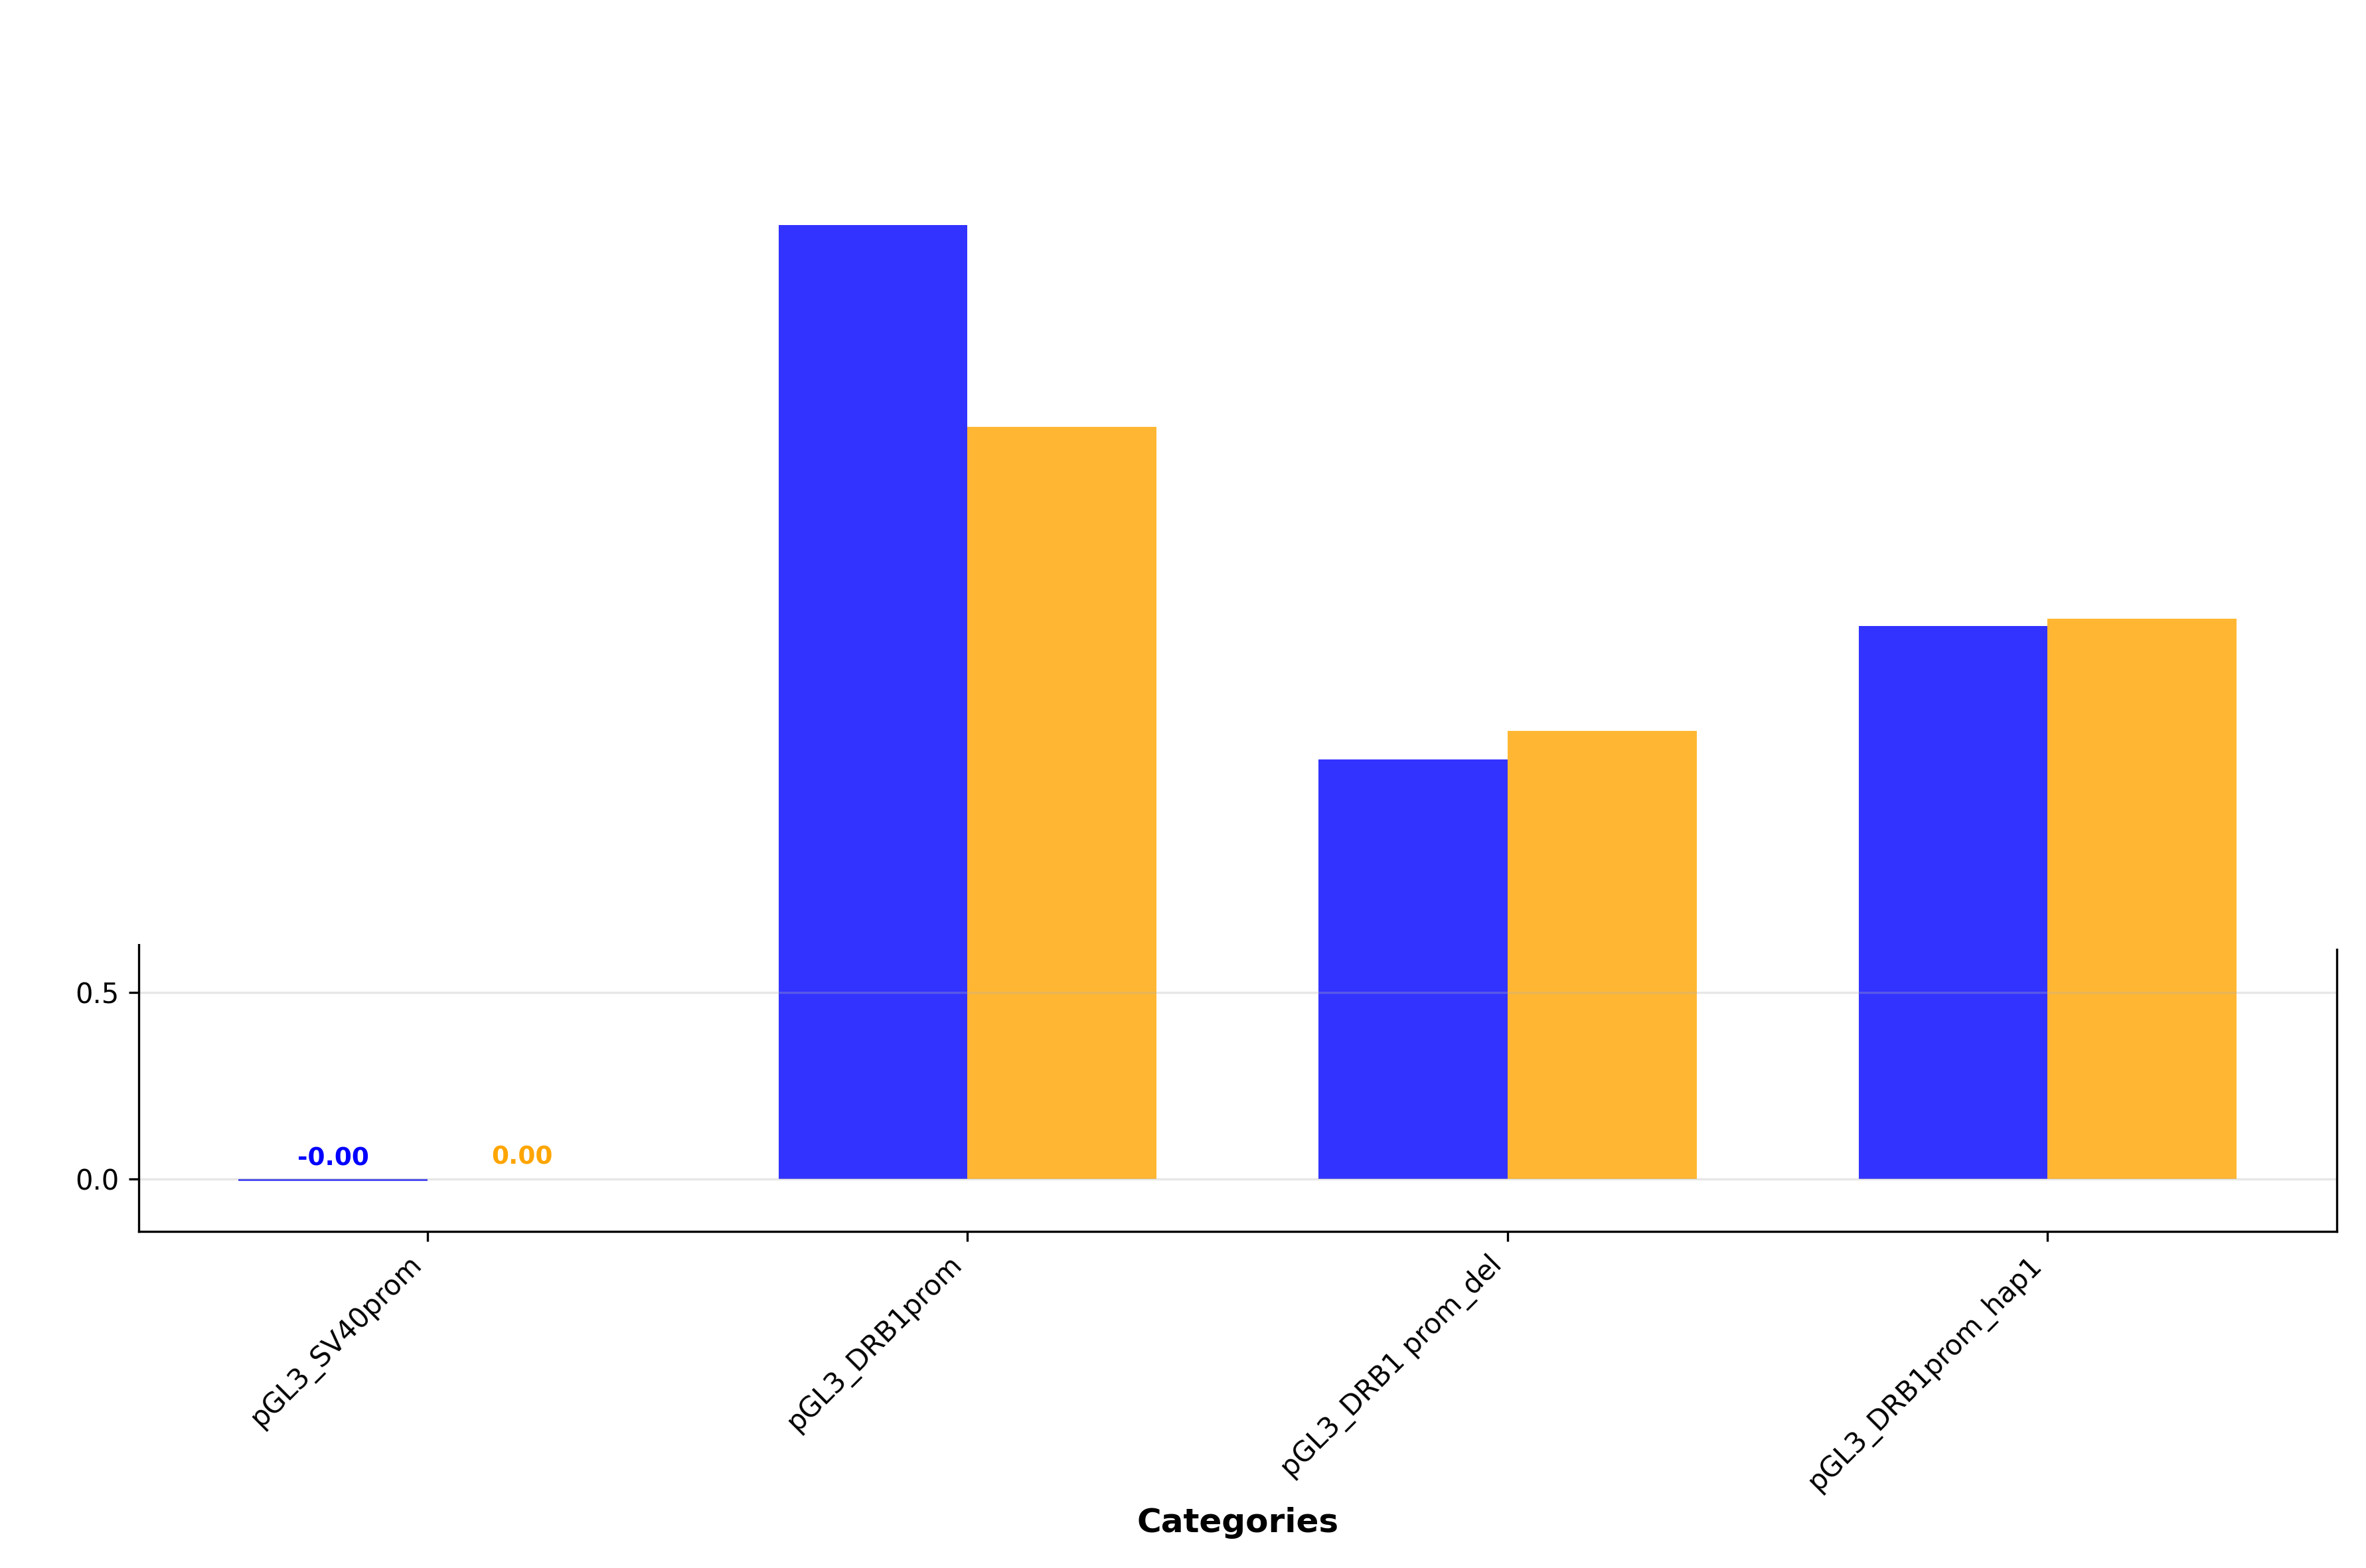 0.5
-0.00 0.00
0.0
pGL3_SV40prom
pGL3_DRB1prom
pGL3_DRB1 prom_del
pGL3_DRB1prom_hap1
Categories